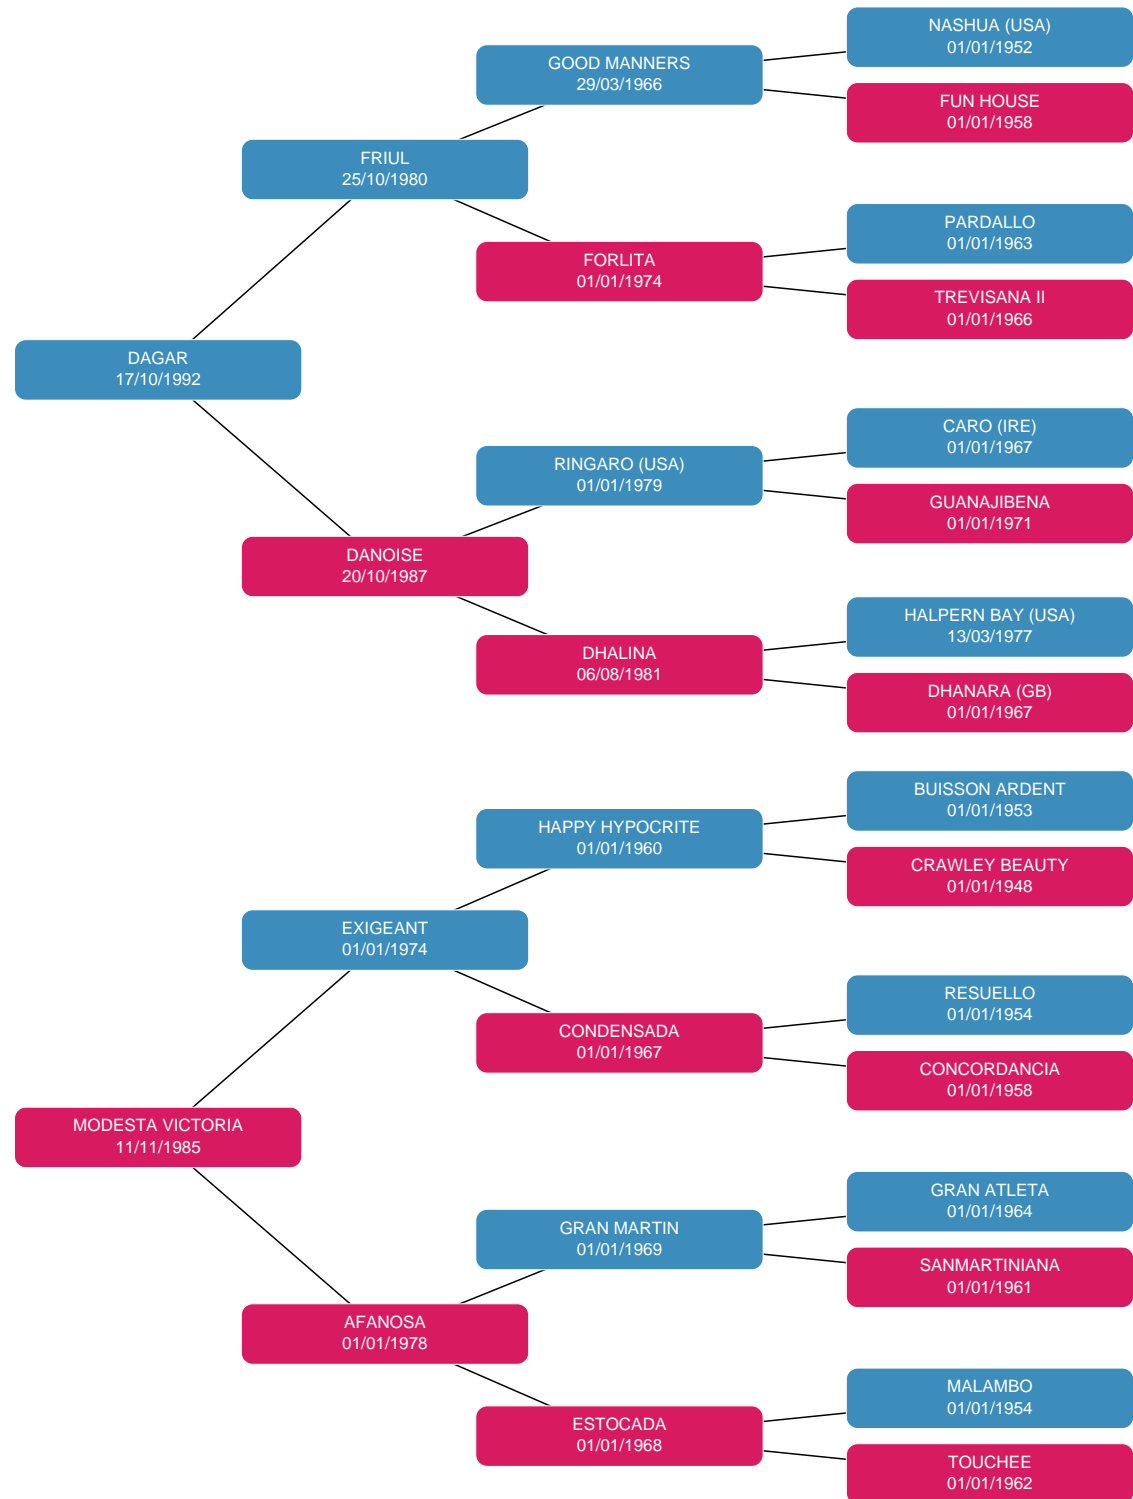 NASHUA (USA)
01/01/1952
GOOD MANNERS
29/03/1966
FUN HOUSE
01/01/1958
FRIUL
25/10/1980
PARDALLO
01/01/1963
FORLITA
01/01/1974
TREVISANA II
01/01/1966
DAGAR
17/10/1992
CARO (IRE)
01/01/1967
RINGARO (USA)
01/01/1979
GUANAJIBENA
01/01/1971
DANOISE
20/10/1987
HALPERN BAY (USA)
13/03/1977
DHALINA
06/08/1981
DHANARA (GB)
01/01/1967
BUISSON ARDENT
01/01/1953
HAPPY HYPOCRITE
01/01/1960
CRAWLEY BEAUTY
01/01/1948
EXIGEANT
01/01/1974
RESUELLO
01/01/1954
CONDENSADA
01/01/1967
CONCORDANCIA
01/01/1958
MODESTA VICTORIA
11/11/1985
GRAN ATLETA
01/01/1964
GRAN MARTIN
01/01/1969
SANMARTINIANA
01/01/1961
AFANOSA
01/01/1978
MALAMBO
01/01/1954
ESTOCADA
01/01/1968
TOUCHEE
01/01/1962